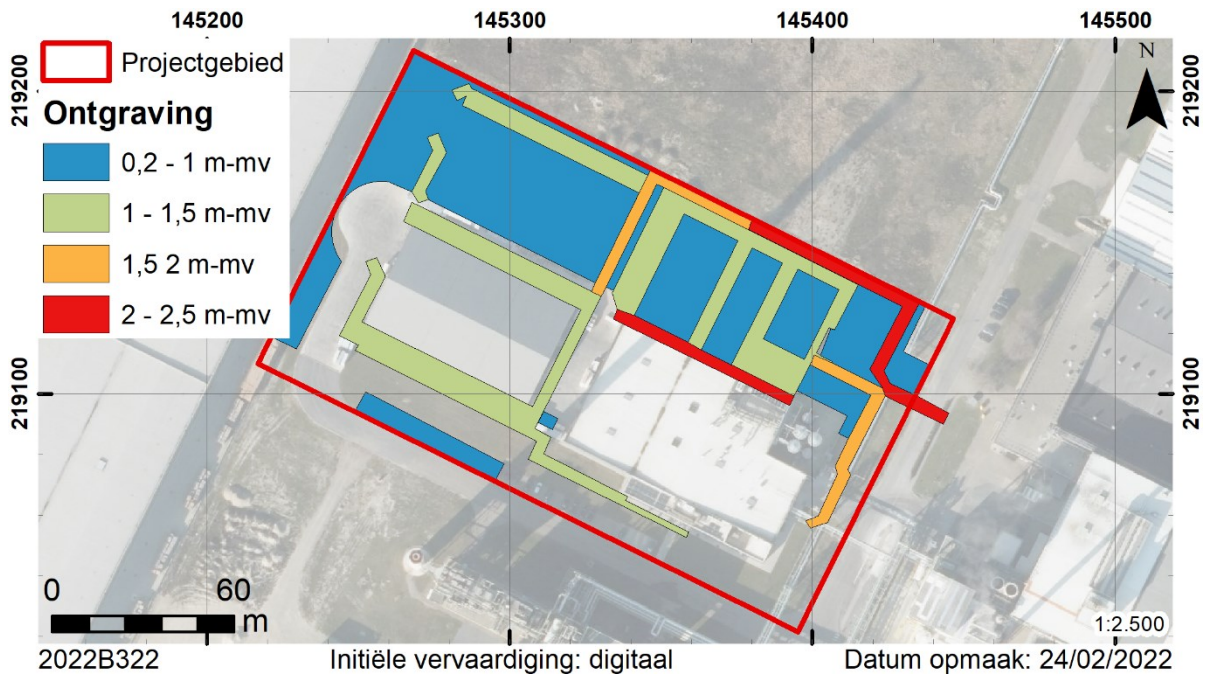 145200 145300 145400 145500
Projectgebied
N
219200
219200
Ontgraving
0,2 - 1 m-mv
1 - 1,5 m-mv
1,5 2 m-mv
2 - 2,5 m-mv
219100
219100
0 60
m
1:2.500
2022B322 Initiële vervaardiging: digitaal Datum opmaak: 24/02/2022